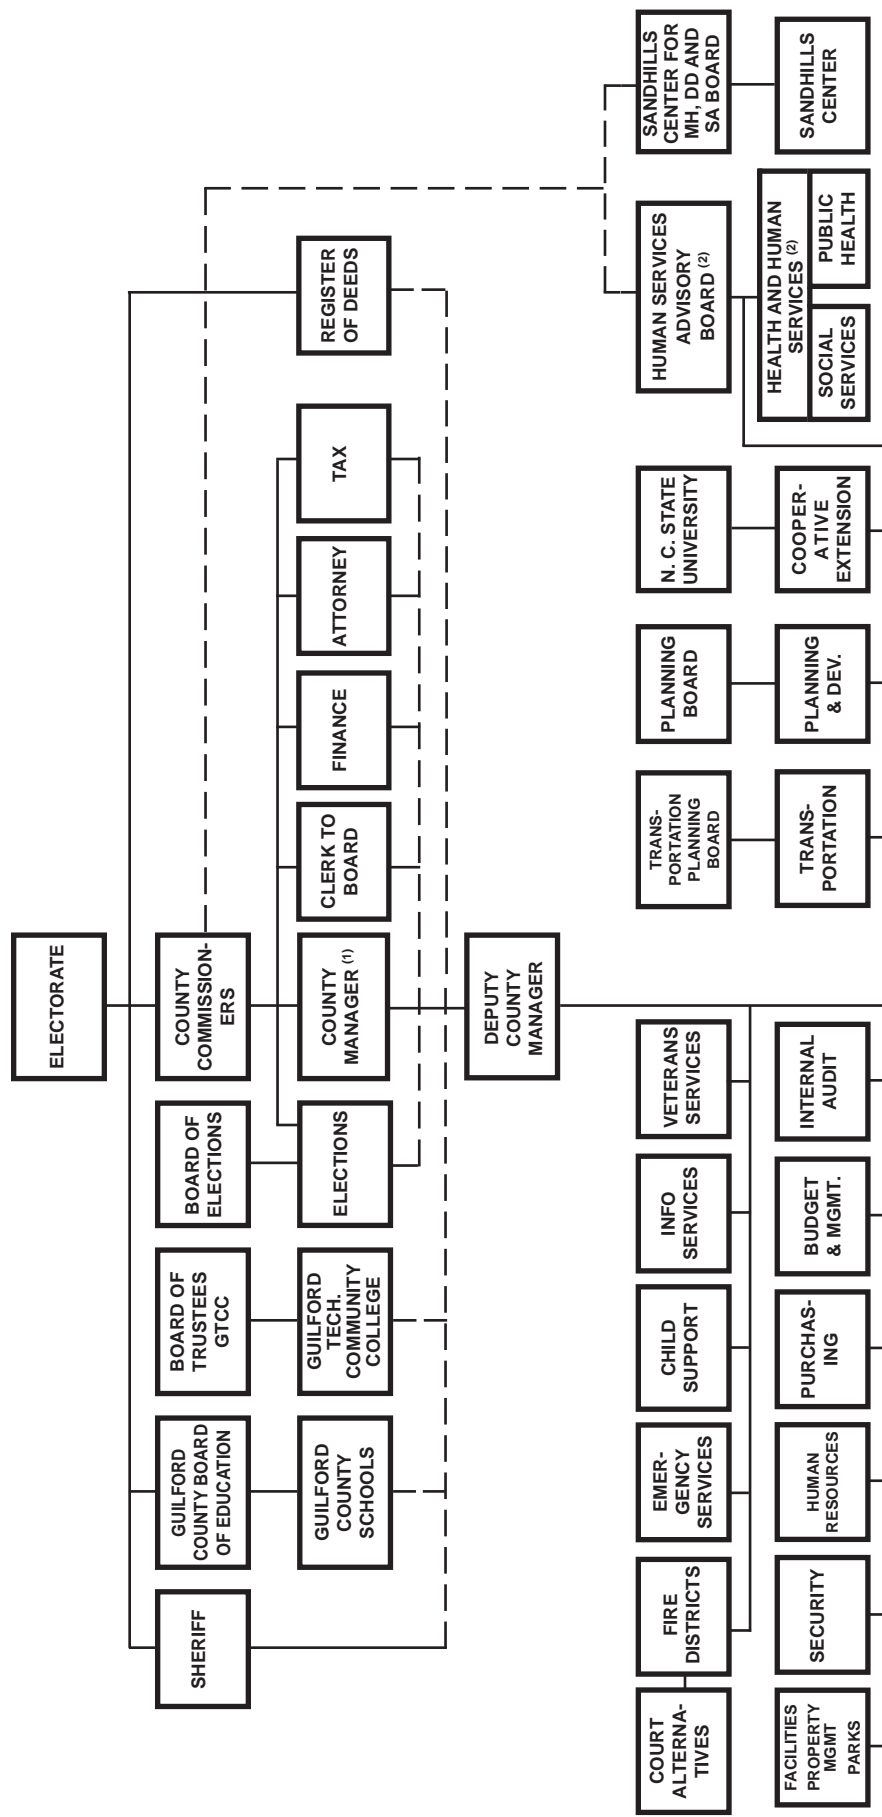 ELECTORATE
SHERIFF
GUILFORD
COUNTY BOARD
OF EDUCATION
BOARD OF
TRUSTEES
GTCC
BOARD OF
ELECTIONS
COUNTY
COMMISSION-
ERS
GUILFORD
COUNTY
SCHOOLS
GUILFORD
TECH.
COMMUNITY
COLLEGE
ELECTIONS
COUNTY
MANAGER (1)
CLERK TO
BOARD
FINANCE
ATTORNEY
TAX
REGISTER
OF DEEDS
DEPUTY
COUNTY
MANAGER
COURT
ALTERNA-
TIVES
FIRE
DISTRICTS
EMER-
GENCY
SERVICES
CHILD
SUPPORT
INFO
SERVICES
VETERANS
SERVICES
TRANS-
PORTATION
PLANNING
BOARD
PLANNING
BOARD
N. C. STATE
UNIVERSITY
HUMAN SERVICES
ADVISORY
BOARD (2)
SANDHILLS
CENTER FOR
MH, DD AND
SA BOARD
FACILITIES
PROPERTY
MGMT
PARKS
SECURITY
HUMAN
RESOURCES
PURCHAS-
ING
BUDGET
& MGMT.
INTERNAL
AUDIT
TRANS-
PORTATION
PLANNING
& DEV.
COOPER-
ATIVE
EXTENSION
HEALTH AND HUMAN
SERVICES (2)
SOCIAL
SERVICES
PUBLIC
HEALTH
SANDHILLS
CENTER